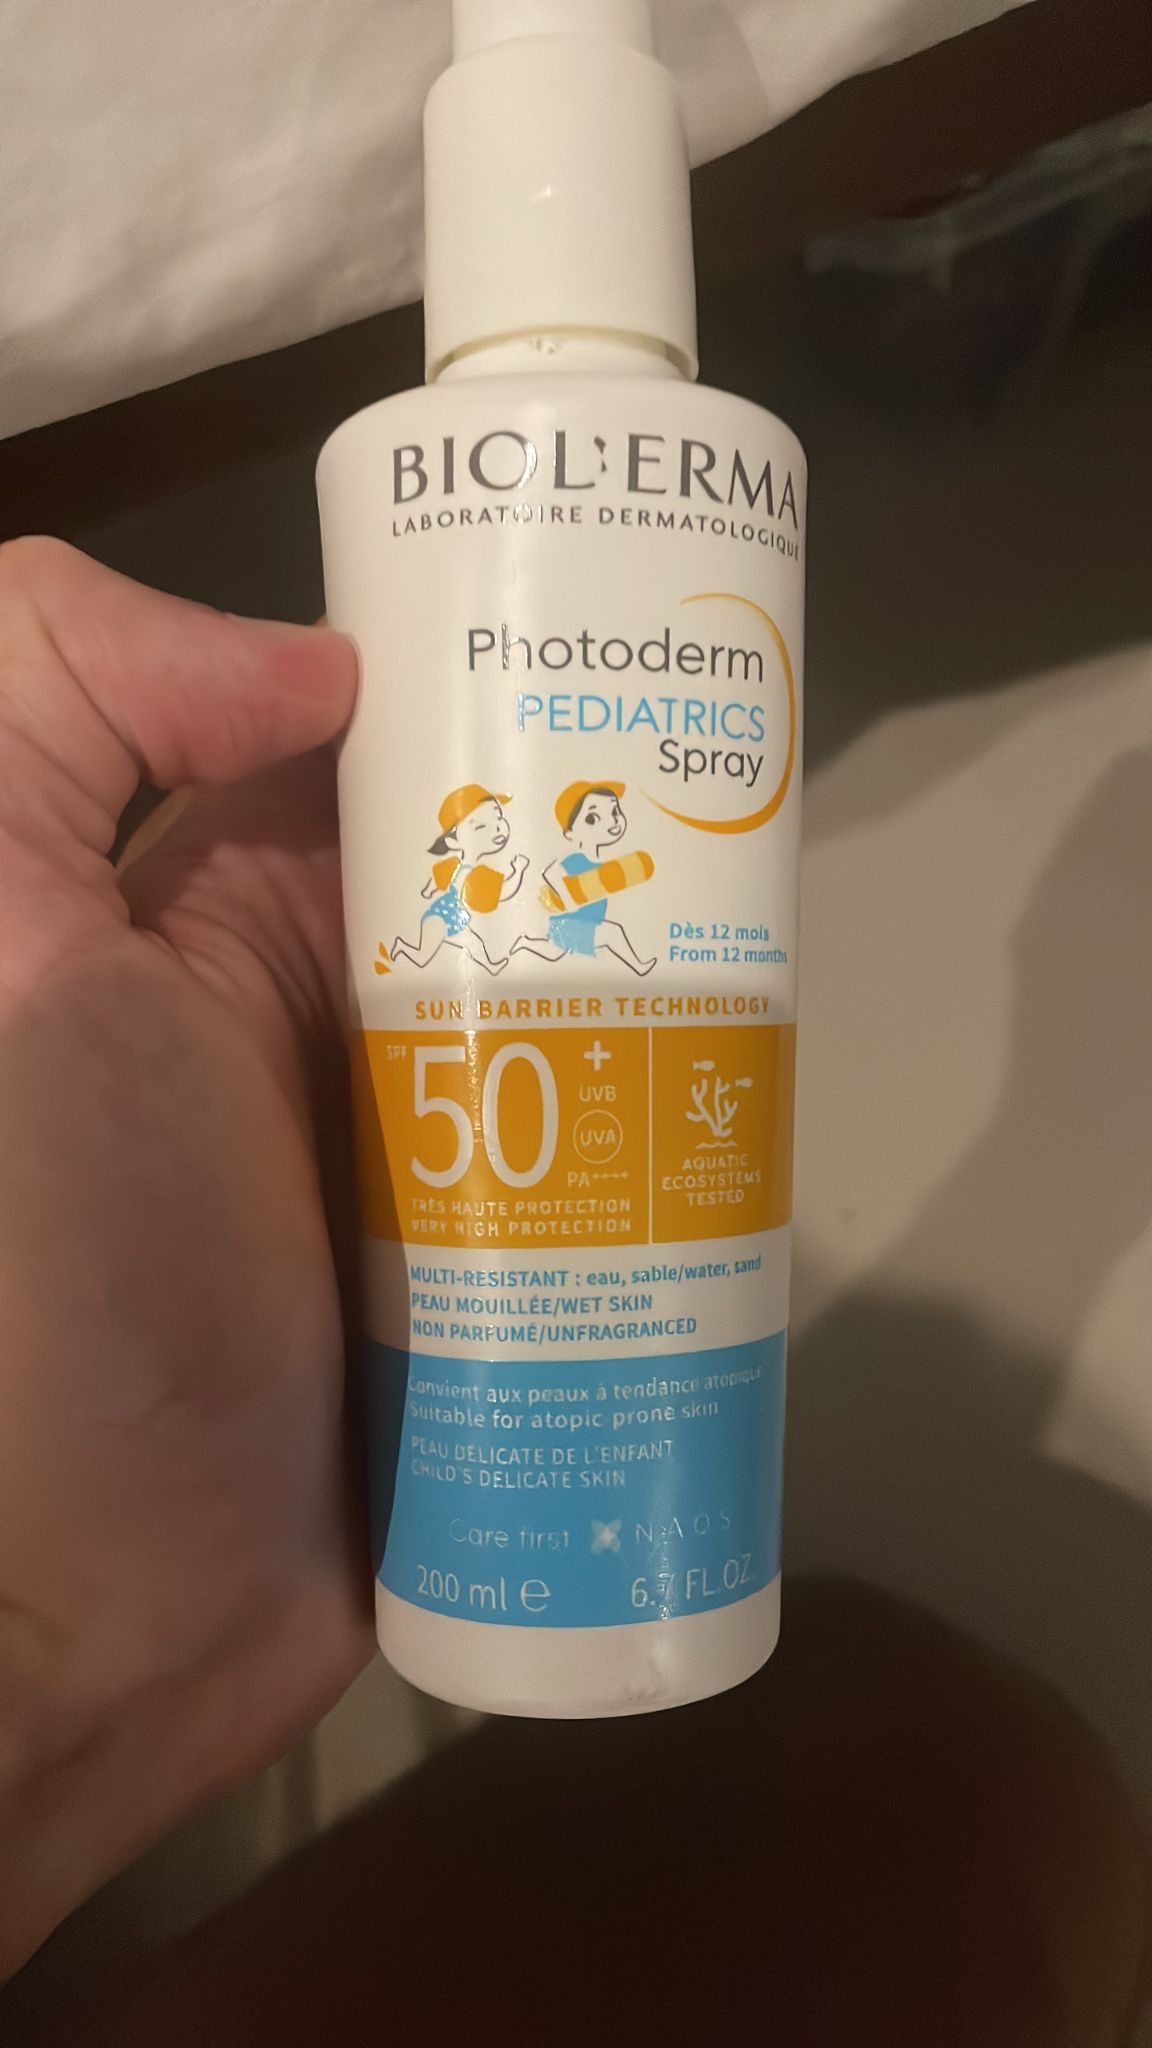 BIODERMA
LABORATOIRE DERMATOLOGIQUE
Photoderm
PEDIATRICS
Spray
Dès 12 mois
From 12 months
SUN BARRIER TECHNOLOGY
SPF 50+
UVB
UVA
PA++++
TRÈS HAUTE PROTECTION
VERY HIGH PROTECTION
AQUATIC
ECOSYSTEMS
TESTED
MULTI-RESISTANT : eau, sable/water, sand
PEAU MOUILLÉE/WET SKIN
NON PARFUMÉ/UNFRAGRANCED
Convient aux peaux à tendance atopique
Suitable for atopic prone skin
PEAU DÉLICATE DE L'ENFANT
CHILD'S DELICATE SKIN
Care first NAOS
200 ml e 6.7 FL.OZ.